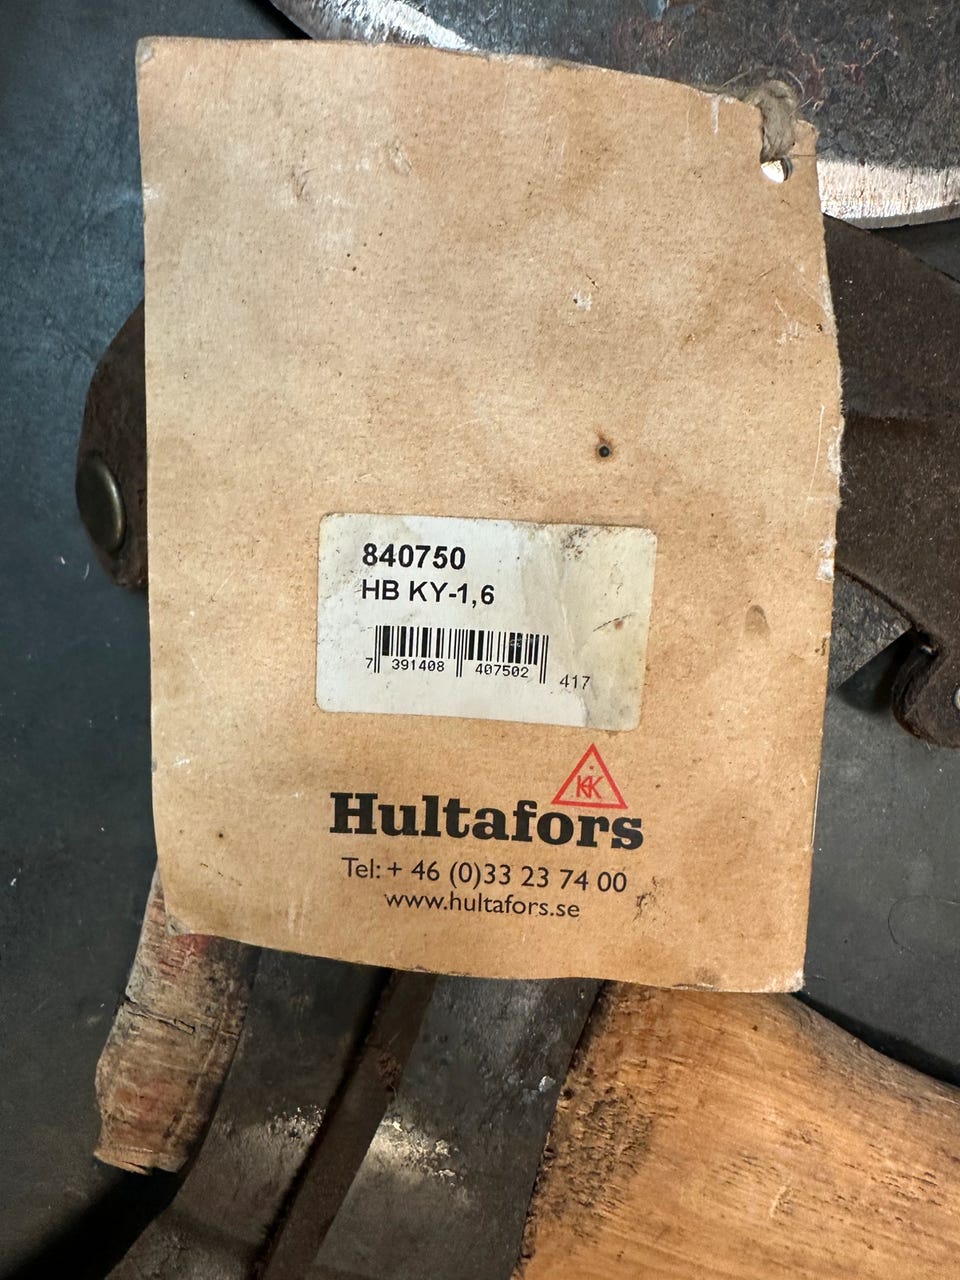 840750
HB KY-1,6
7 391408 407502 417
Hultafors
Tel: + 46 (0)33 23 74 00
www.hultafors.se